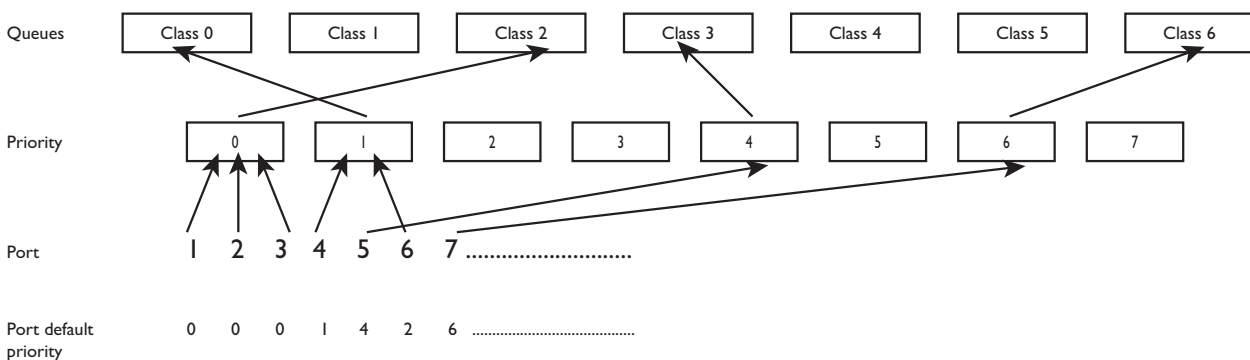 Queues Class 0 Class 1 Class 2 Class 3 Class 4 Class 5 Class 6
Priority 0 1 2 3 4 5 6 7
Port 1 2 3 4 5 6 7 ............................
Port default 0 0 0 1 4 2 6 ..........................................
priority